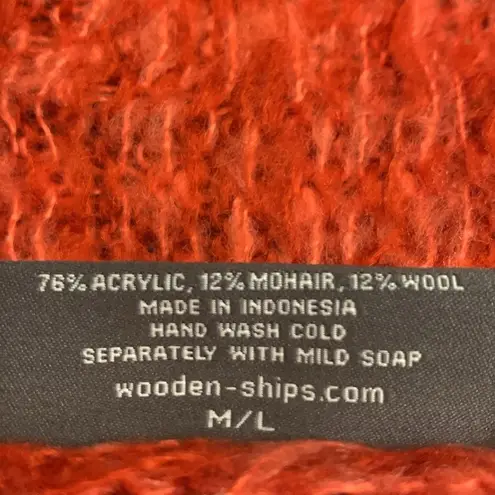 76% ACRYLIC, 12% MOHAIR, 12% WOOL
MADE IN INDONESIA
HAND WASH COLD
SEPARATELY WITH MILD SOAP
wooden-ships.com
M/L